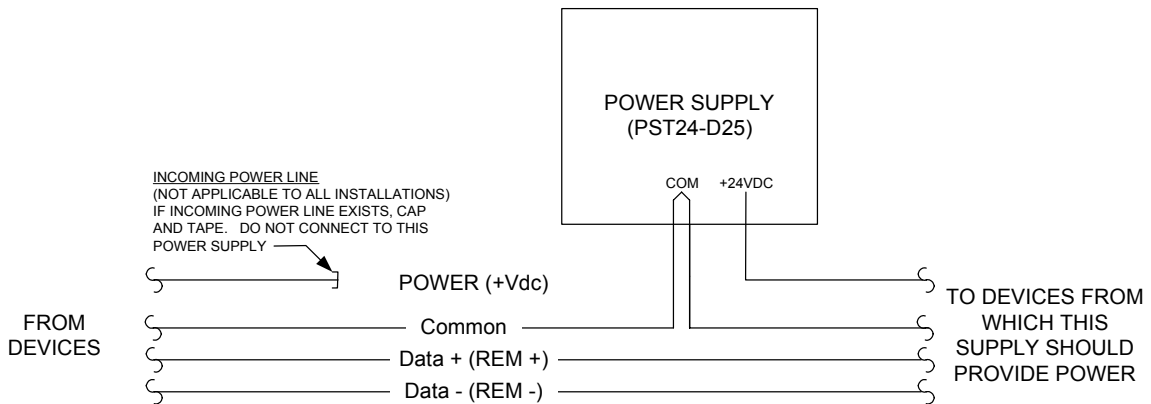 POWER SUPPLY
(PST24-D25)
COM +24VDC
INCOMING POWER LINE
(NOT APPLICABLE TO ALL INSTALLATIONS)
IF INCOMING POWER LINE EXISTS, CAP
AND TAPE. DO NOT CONNECT TO THIS
POWER SUPPLY
POWER (+Vdc)
FROM
DEVICES
Common
Data + (REM +)
Data - (REM -)
TO DEVICES FROM
WHICH THIS
SUPPLY SHOULD
PROVIDE POWER